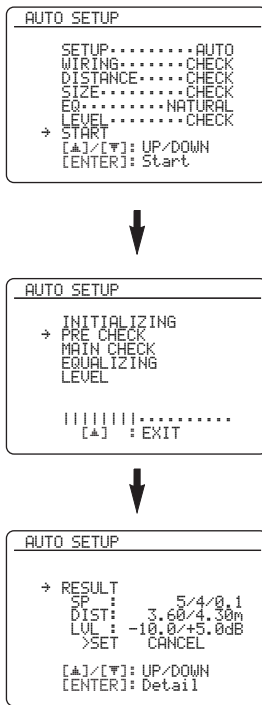 AUTO SETUP
SETUP·········AUTO
WIRING·······CHECK
DISTANCE·····CHECK
SIZE·········CHECK
EQ·········NATURAL
LEVEL········CHECK
→ START
[▲]/[▼]: UP/DOWN
[ENTER]: Start
AUTO SETUP
INITIALIZING
→ PRE CHECK
MAIN CHECK
EQUALIZING
LEVEL
||||||||··········
[▲] : EXIT
AUTO SETUP
→ RESULT
SP : 5/4/0.1
DIST: 3.60/4.30m
LVL : -10.0/+5.0dB
>SET CANCEL
[▲]/[▼]: UP/DOWN
[ENTER]: Detail